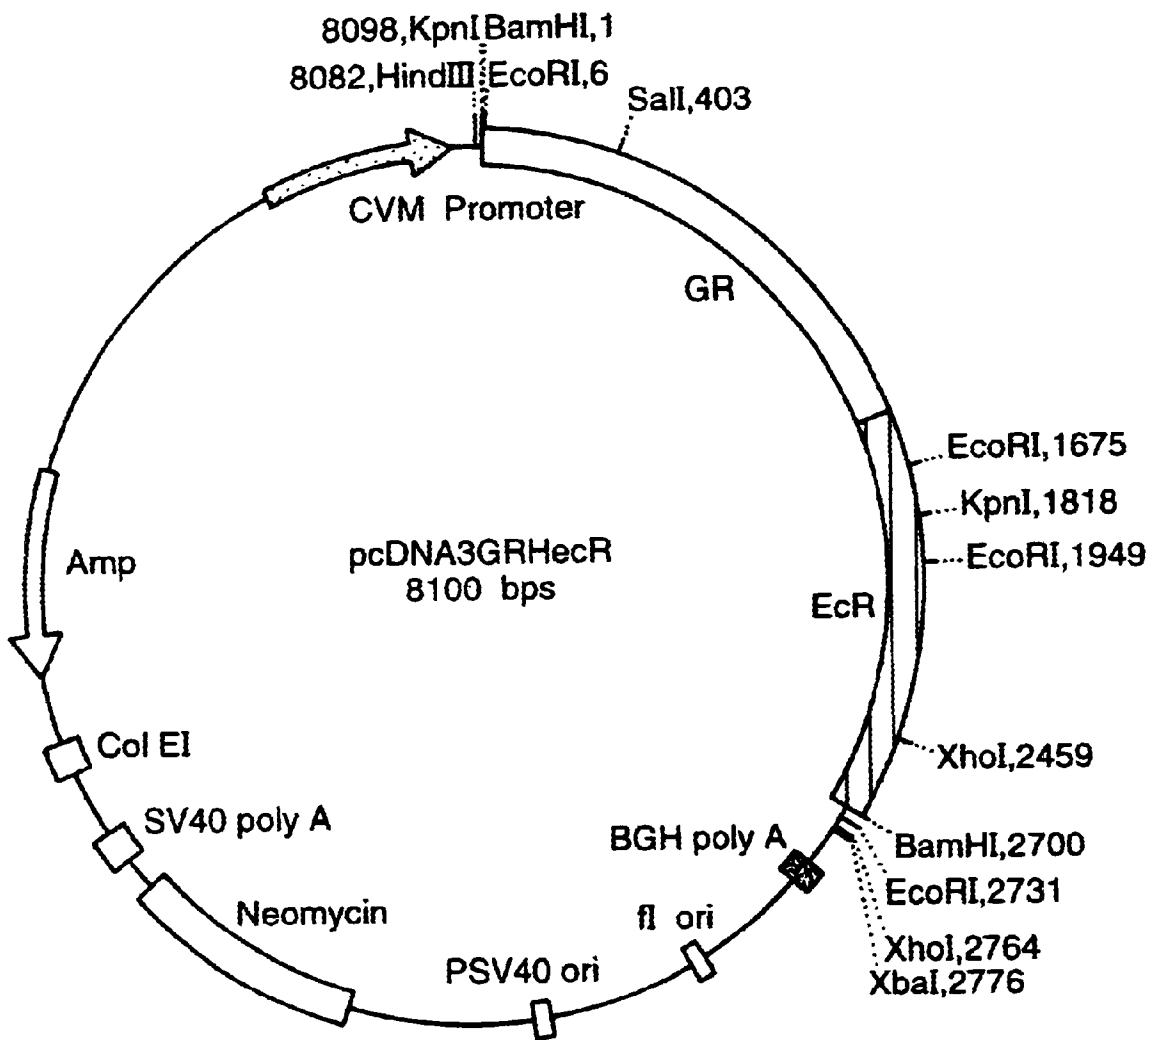 8098,KpnI BamHI,1
8082,HindIII EcoRI,6
SalI,403
CVM Promoter
GR
EcoRI,1675
KpnI,1818
EcoRI,1949
Amp
pcDNA3GRHecR
8100 bps
EcR
XhoI,2459
Col EI
SV40 poly A
BGH poly A
BamHI,2700
EcoRI,2731
Neomycin
fI ori
XhoI,2764
PSV40 ori
XbaI,2776